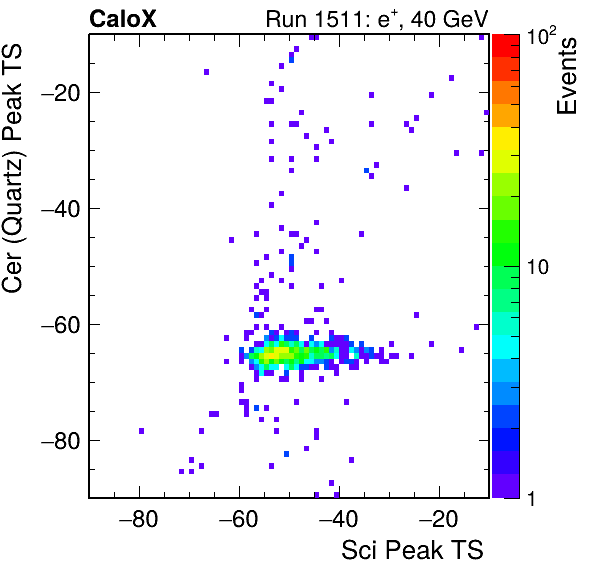 CaloX
Run 1511: e⁺, 40 GeV
Cer (Quartz) Peak TS
−20
−40
−60
−80
−80
−60
−40
−20
Sci Peak TS
10²
10
1
Events